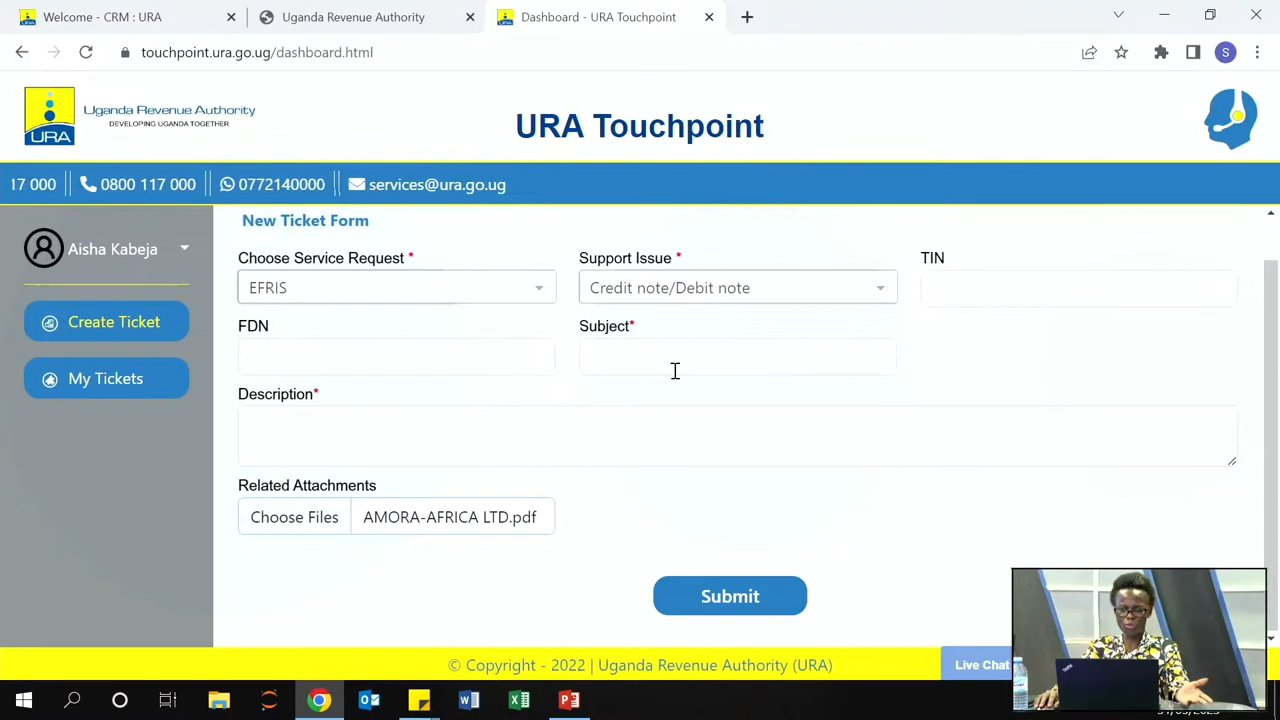 Welcome - CRM : URA
Uganda Revenue Authority
Dashboard - URA Touchpoint
touchpoint.ura.go.ug/dashboard.html
S
URA
Uganda Revenue Authority
DEVELOPING UGANDA TOGETHER
URA Touchpoint
17 000
0800 117 000
0772140000
services@ura.go.ug
Aisha Kabeja
Create Ticket
My Tickets
New Ticket Form
Choose Service Request *
Support Issue *
TIN
EFRIS
Credit note/Debit note
FDN
Subject*
Description*
Related Attachments
Choose Files
AMORA-AFRICA LTD.pdf
Submit
© Copyright - 2022 | Uganda Revenue Authority (URA)
Live Chat